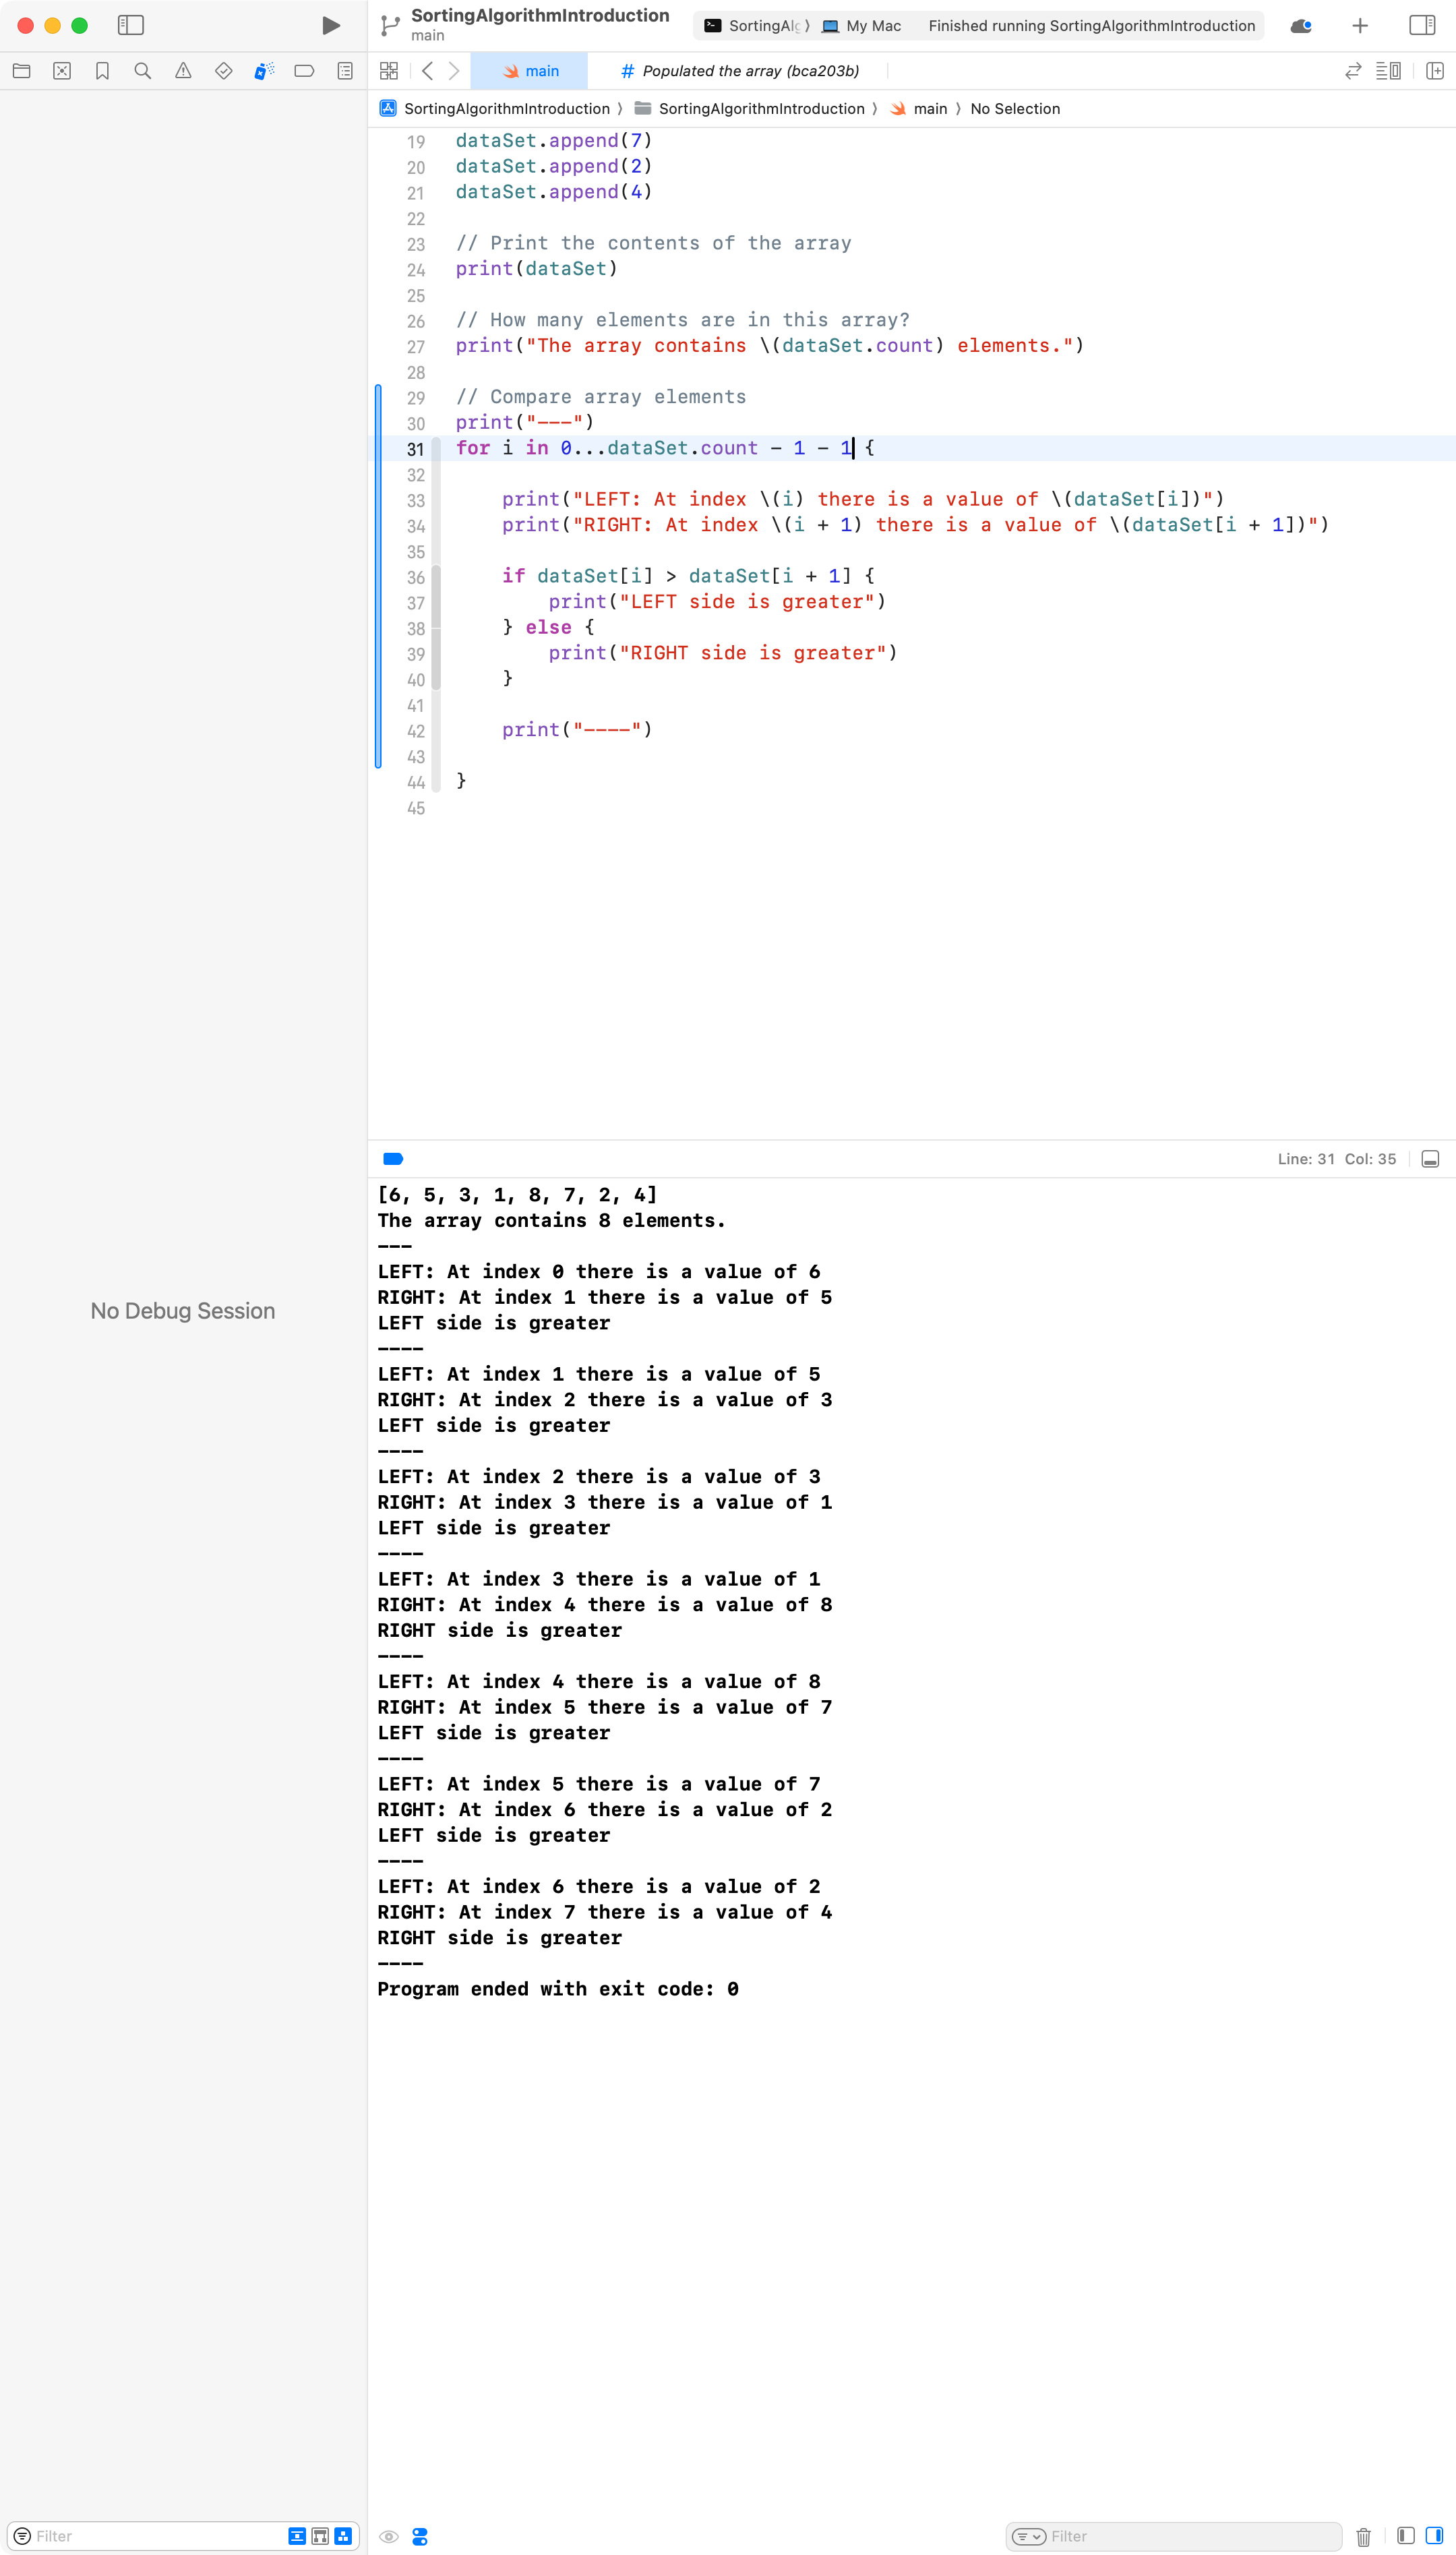 SortingAlgorithmIntroduction
main
SortingAlg
My Mac
Finished running SortingAlgorithmIntroduction
main
# Populated the array (bca203b)
SortingAlgorithmIntroduction 〉 SortingAlgorithmIntroduction 〉 main 〉 No Selection
19 dataSet.append(7)
20 dataSet.append(2)
21 dataSet.append(4)
22
23 // Print the contents of the array
24 print(dataSet)
25
26 // How many elements are in this array?
27 print("The array contains \(dataSet.count) elements.")
28
29 // Compare array elements
30 print("---")
31 for i in 0...dataSet.count - 1 - 1 {
32
33     print("LEFT: At index \(i) there is a value of \(dataSet[i])")
34     print("RIGHT: At index \(i + 1) there is a value of \(dataSet[i + 1])")
35
36     if dataSet[i] > dataSet[i + 1] {
37         print("LEFT side is greater")
38     } else {
39         print("RIGHT side is greater")
40     }
41
42     print("----")
43
44 }
45
Line: 31 Col: 35
[6, 5, 3, 1, 8, 7, 2, 4]
The array contains 8 elements.
---
LEFT: At index 0 there is a value of 6
RIGHT: At index 1 there is a value of 5
LEFT side is greater
----
LEFT: At index 1 there is a value of 5
RIGHT: At index 2 there is a value of 3
LEFT side is greater
----
LEFT: At index 2 there is a value of 3
RIGHT: At index 3 there is a value of 1
LEFT side is greater
----
LEFT: At index 3 there is a value of 1
RIGHT: At index 4 there is a value of 8
RIGHT side is greater
----
LEFT: At index 4 there is a value of 8
RIGHT: At index 5 there is a value of 7
LEFT side is greater
----
LEFT: At index 5 there is a value of 7
RIGHT: At index 6 there is a value of 2
LEFT side is greater
----
LEFT: At index 6 there is a value of 2
RIGHT: At index 7 there is a value of 4
RIGHT side is greater
----
Program ended with exit code: 0
No Debug Session
Filter
Filter